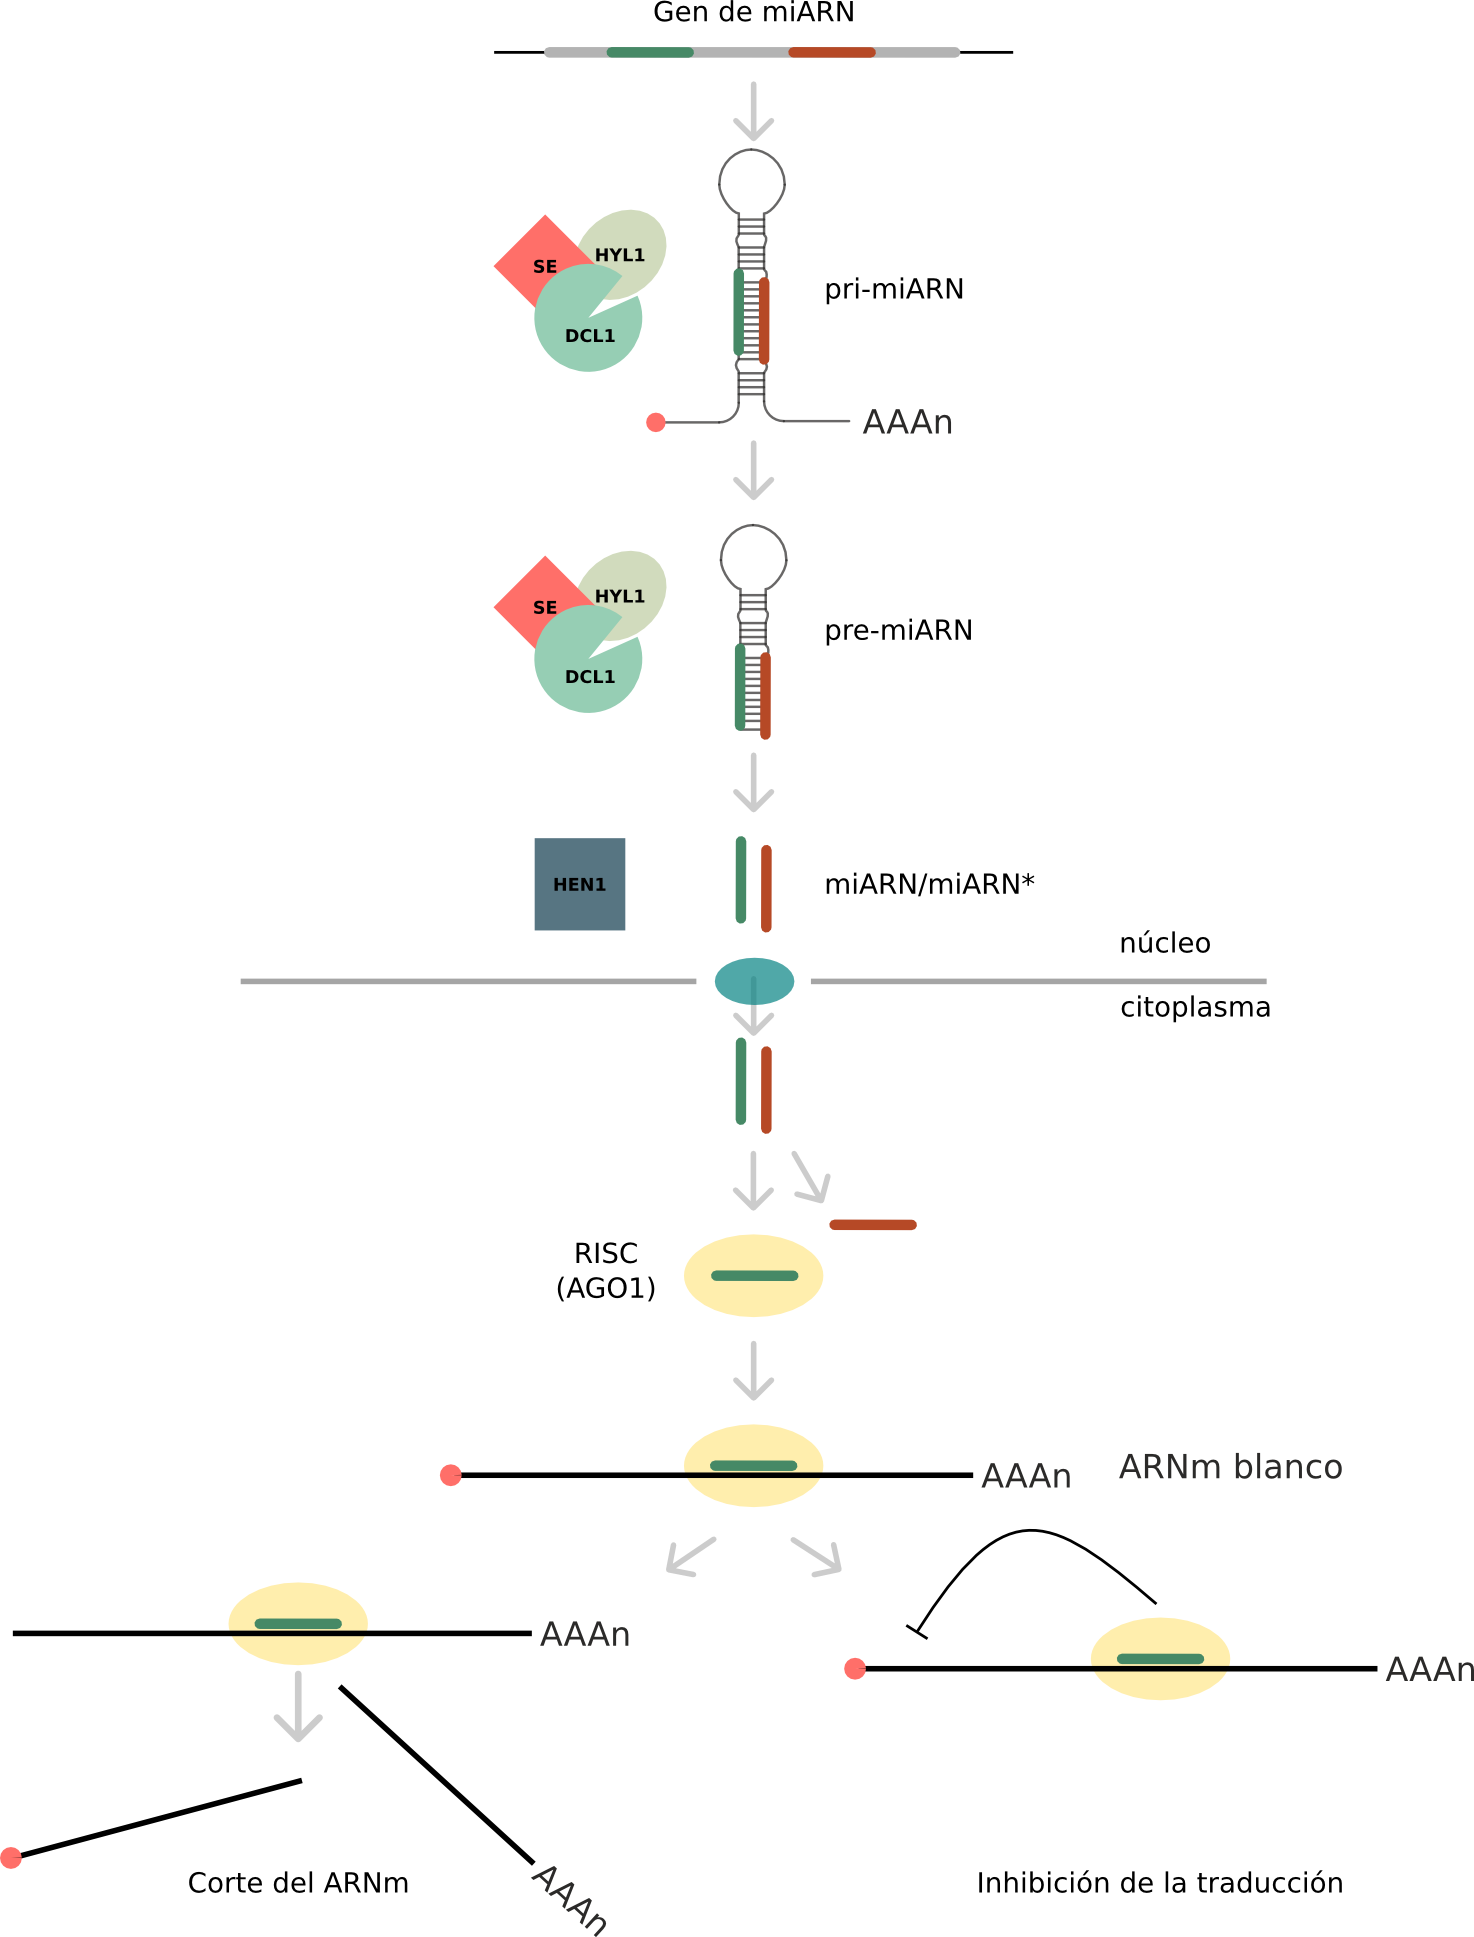 Gen de miARN
SE
HYL1
DCL1
pri-miARN
AAAn
SE
HYL1
DCL1
pre-miARN
HEN1
miARN/miARN*
núcleo
citoplasma
RISC
(AGO1)
AAAn
ARNm blanco
AAAn
AAAn
AAAn
Corte del ARNm
Inhibición de la traducción